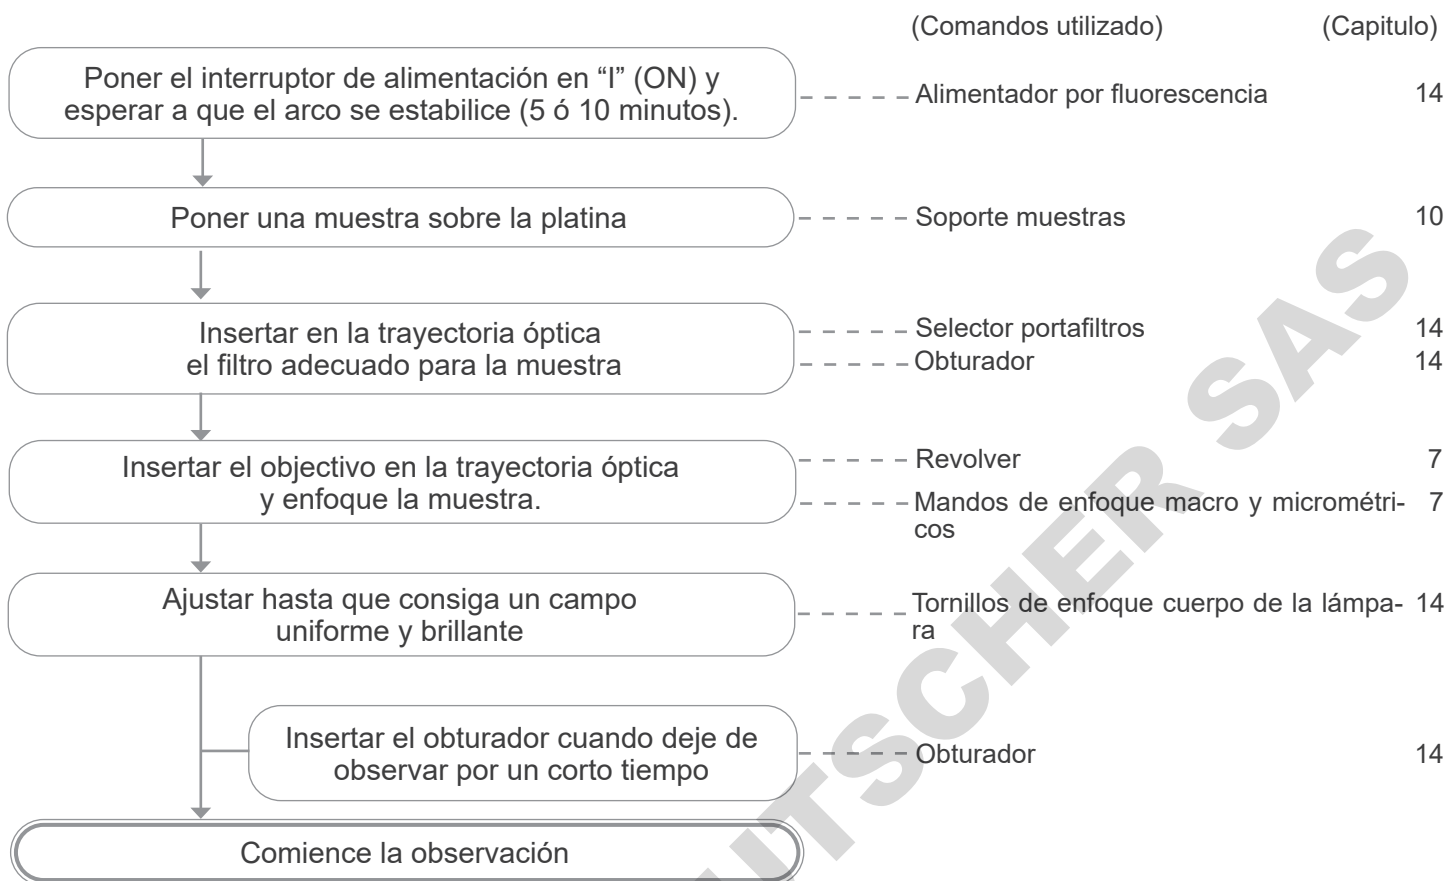 (Comandos utilizado) (Capitulo)
Poner el interruptor de alimentación en “I” (ON) y
esperar a que el arco se estabilice (5 ó 10 minutos).
Alimentador por fluorescencia 14
Poner una muestra sobre la platina
Soporte muestras 10
Insertar en la trayectoria óptica
el filtro adecuado para la muestra
Selector portafiltros 14
Obturador 14
Insertar el objectivo en la trayectoria óptica
y enfoque la muestra.
Revolver 7
Mandos de enfoque macro y micrométri- 7
cos
Ajustar hasta que consiga un campo
uniforme y brillante
Tornillos de enfoque cuerpo de la lámpa- 14
ra
Insertar el obturador cuando deje de
observar por un corto tiempo
Obturador 14
Comience la observación
UTSCHER SAS